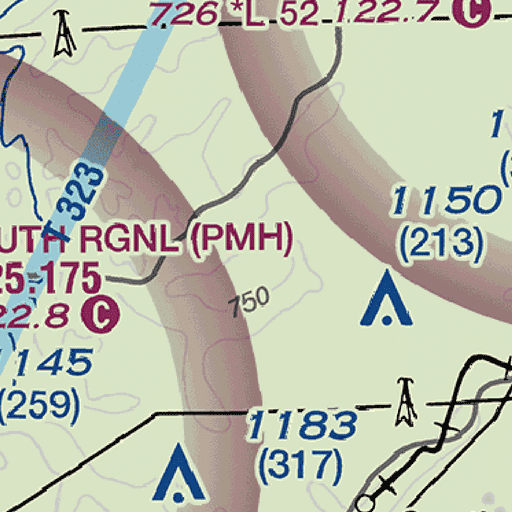 726 *L 52 122.7 C
1150
(213)
T 323
UTH RGNL (PMH)
25.175
22.8 C
750
145
(259)
1183
(317)